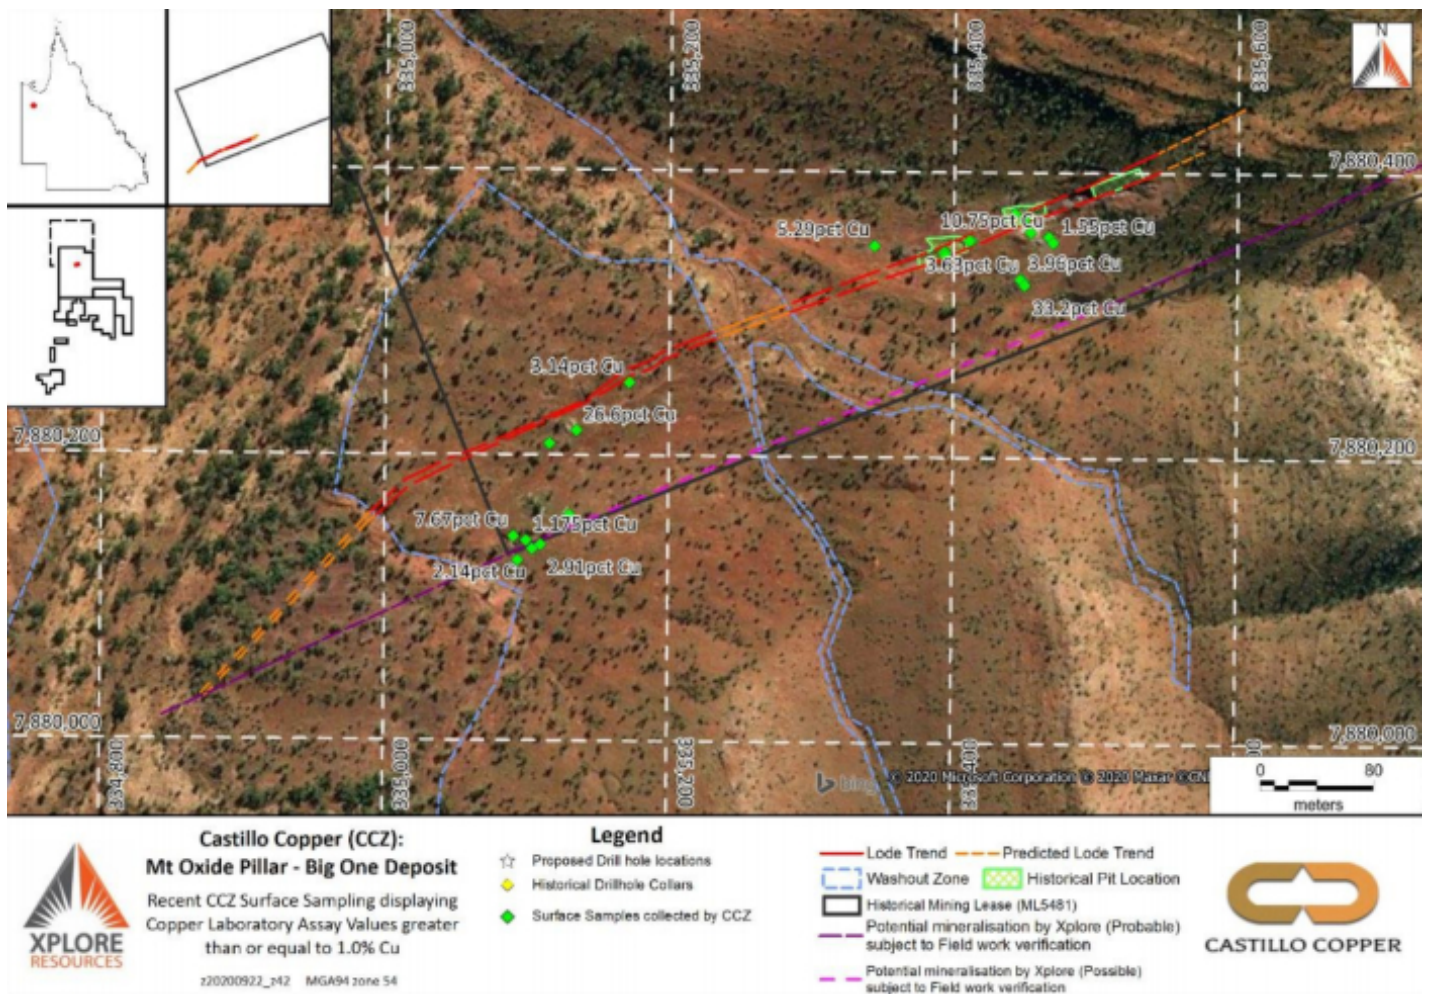 N
335,000
335,200
335,400
335,600
7,880,400
7,880,400
5.29pct Cu
10.75pct Cu
1.55pct Cu
3.63pct Cu
3.96pct Cu
33.2pct Cu
3.14pct Cu
26.6pct Cu
7,880,200
7,880,200
7.67pct Cu
1.175pct Cu
2.14pct Cu
2.91pct Cu
7,880,000
7,880,000
334,800
335,000
335,200
335,400
bing
© 2020 Microsoft Corporation © 2020 Maxar ©CN
0 80
meters
XPLORE
RESOURCES
Castillo Copper (CCZ):
Mt Oxide Pillar - Big One Deposit
Recent CCZ Surface Sampling displaying
Copper Laboratory Assay Values greater
than or equal to 1.0% Cu
z20200922_z42 MGA94 zone 54
Legend
Proposed Drill hole locations
Historical Drillhole Collars
Surface Samples collected by CCZ
Lode Trend
Predicted Lode Trend
Washout Zone
Historical Pit Location
Historical Mining Lease (ML5481)
Potential mineralisation by Xplore (Probable)
subject to Field work verification
Potential mineralisation by Xplore (Possible)
subject to Field work verification
CASTILLO COPPER